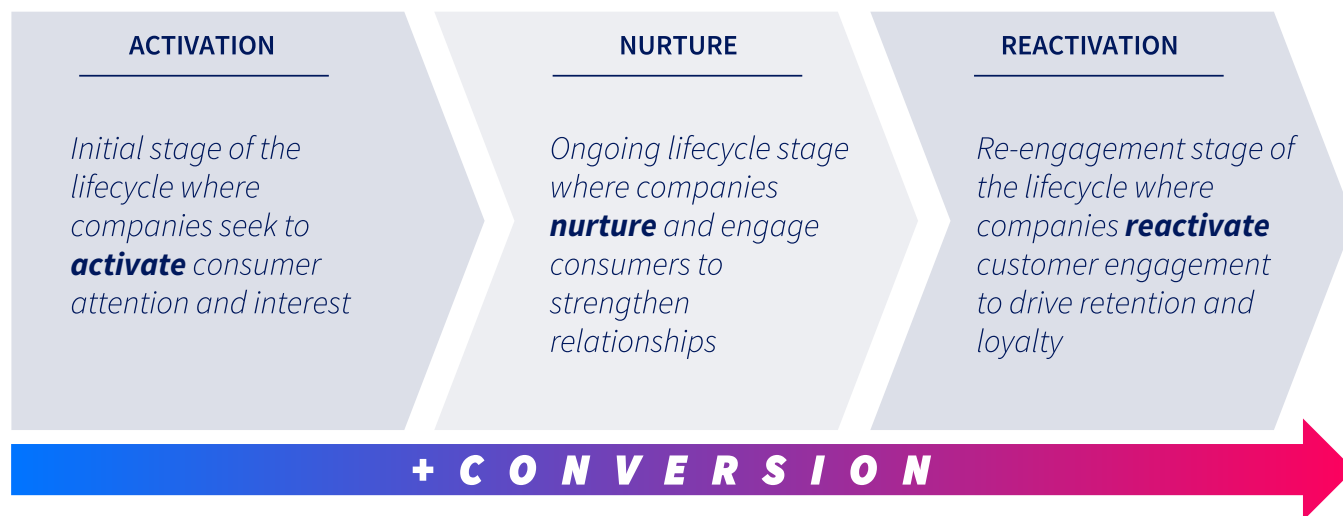 ACTIVATION
Initial stage of the
lifecycle where
companies seek to
activate consumer
attention and interest
NURTURE
Ongoing lifecycle stage
where companies
nurture and engage
consumers to
strengthen
relationships
REACTIVATION
Re-engagement stage of
the lifecycle where
companies reactivate
customer engagement
to drive retention and
loyalty
+ CONVERSION